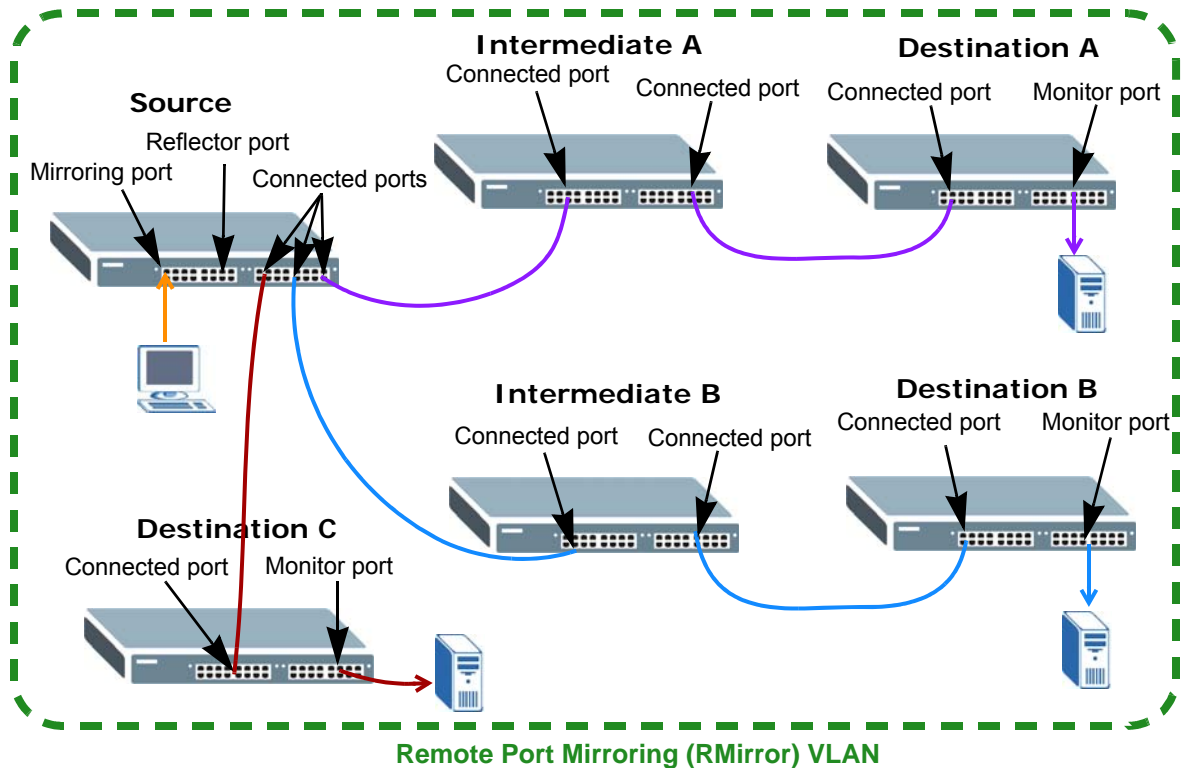 Intermediate A
Connected port
Connected port
Destination A
Connected port
Monitor port
Source
Reflector port
Mirroring port
Connected ports
Intermediate B
Connected port
Connected port
Destination B
Connected port
Monitor port
Destination C
Connected port
Monitor port
Remote Port Mirroring (RMirror) VLAN